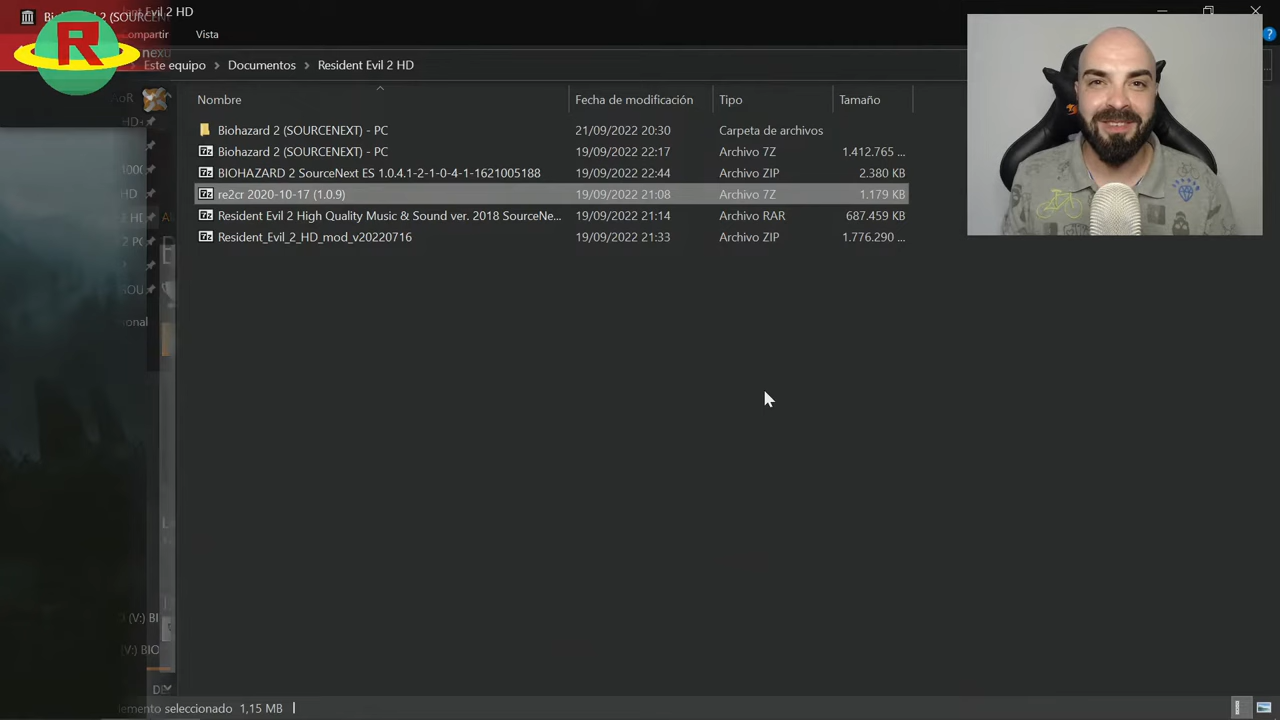 Resident Evil 2 HD
Vista
Este equipo > Documentos > Resident Evil 2 HD
Nombre Fecha de modificación Tipo Tamaño
Biohazard 2 (SOURCENEXT) - PC 21/09/2022 20:30 Carpeta de archivos
Biohazard 2 (SOURCENEXT) - PC 19/09/2022 22:17 Archivo 7Z 1.412.765 ...
BIOHAZARD 2 SourceNext ES 1.0.4.1-2-1-0-4-1-1621005188 19/09/2022 22:44 Archivo ZIP 2.380 KB
re2cr 2020-10-17 (1.0.9) 19/09/2022 21:08 Archivo 7Z 1.179 KB
Resident Evil 2 High Quality Music & Sound ver. 2018 SourceNe... 19/09/2022 21:14 Archivo RAR 687.459 KB
Resident_Evil_2_HD_mod_v20220716 19/09/2022 21:33 Archivo ZIP 1.776.290 ...
R
seleccionado 1,15 MB